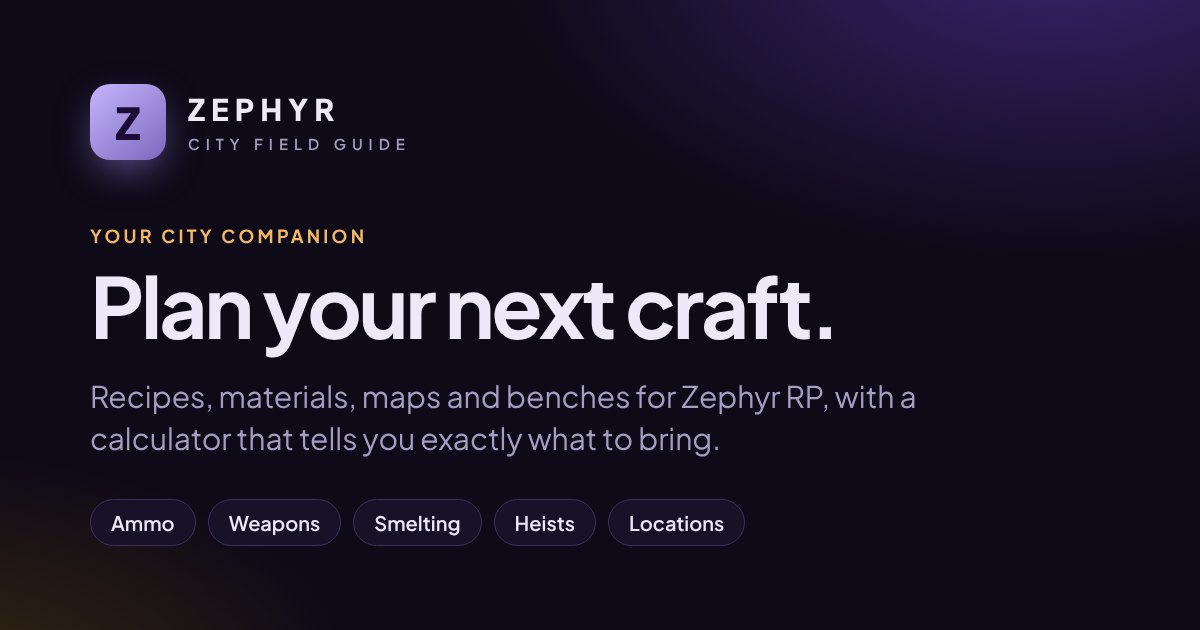 Z
ZEPHYR
CITY FIELD GUIDE
YOUR CITY COMPANION
Plan your next craft.
Recipes, materials, maps and benches for Zephyr RP, with a
calculator that tells you exactly what to bring.
Ammo Weapons Smelting Heists Locations